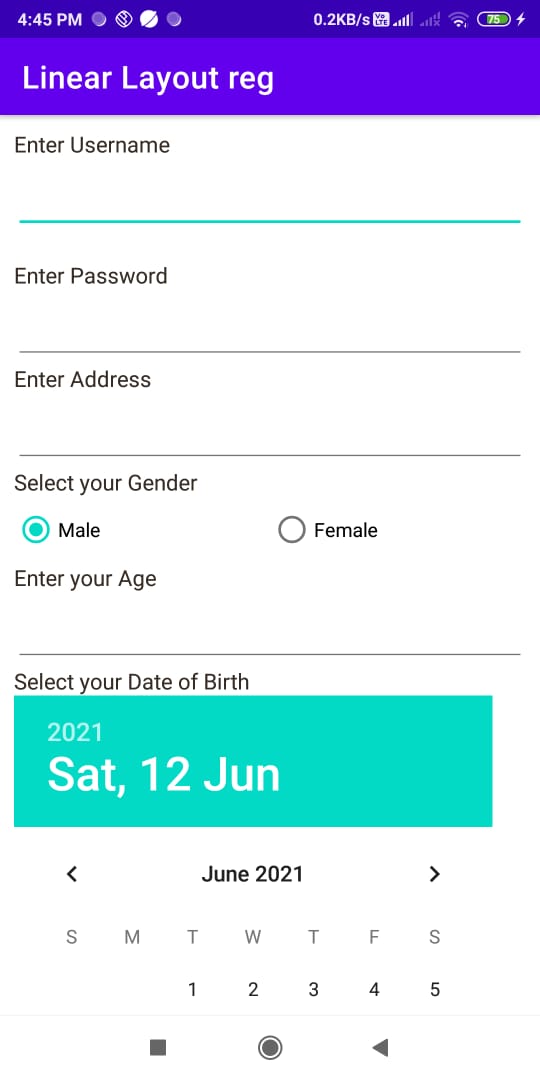 4:45 PM 0.2KB/s Vo LTE 75
Linear Layout reg
Enter Username
Enter Password
Enter Address
Select your Gender
Male Female
Enter your Age
Select your Date of Birth
2021
Sat, 12 Jun
June 2021
S M T W T F S
1 2 3 4 5